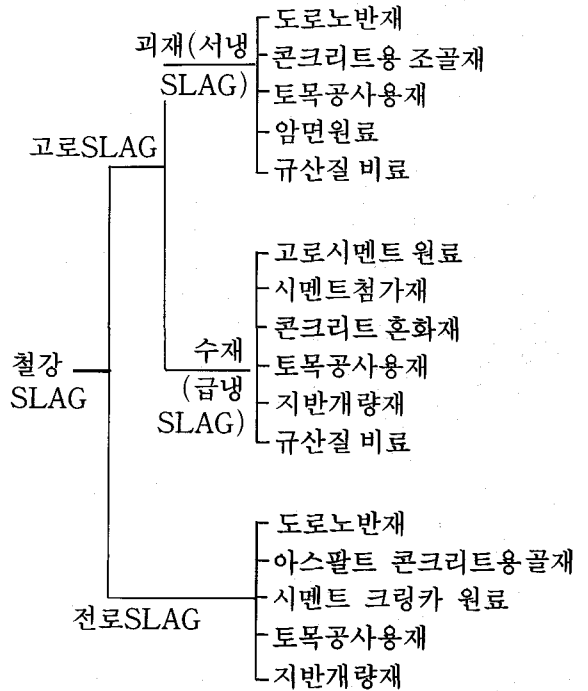 도로노반재
괴재(서냉
SLAG)
콘크리트용 조골재
토목공사용재
암면원료
규산질 비료
고로SLAG
고로시멘트 원료
시멘트첨가재
콘크리트 혼화재
수재
(급냉
SLAG)
토목공사용재
지반개량재
규산질 비료
철강
SLAG
도로노반재
아스팔트 콘크리트용골재
시멘트 크링카 원료
전로SLAG
토목공사용재
지반개량재